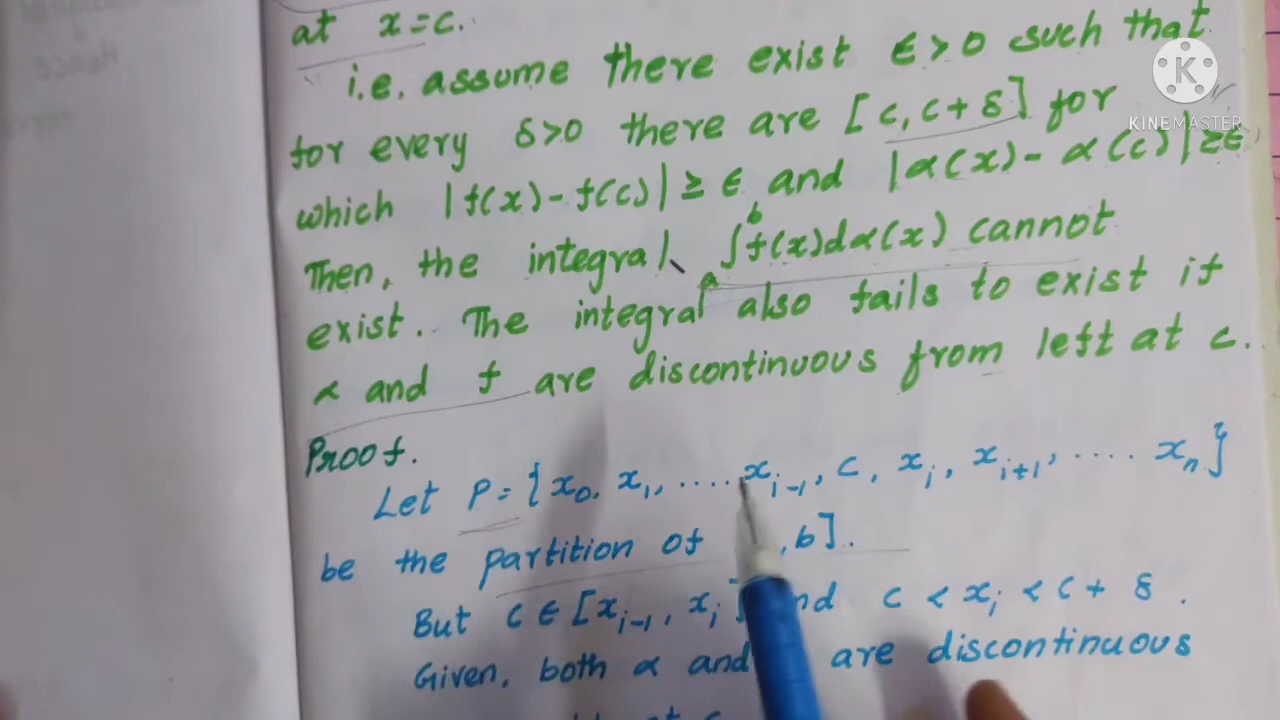 at x = c.
i.e. assume there exist ϵ > 0 such that
for every δ>0 there are [c, c + δ] for
which |f(x) - f(c)| ≥ ϵ and |α(x) - α(c)| ≥ ϵ
Then, the integral, ∫ₐᵇ f(x)dα(x) cannot
exist. The integral also fails to exist if
α and f are discontinuous from left at c.
Proof.
Let P = {x₀, x₁, ..... xᵢ₋₁, c, xᵢ, xᵢ₊₁, .... xₙ}
be the partition of , b].
But c ∈ [xᵢ₋₁, xᵢ] and c < xᵢ < c + δ.
Given, both α and are discontinuous
at c
KINEMASTER
K